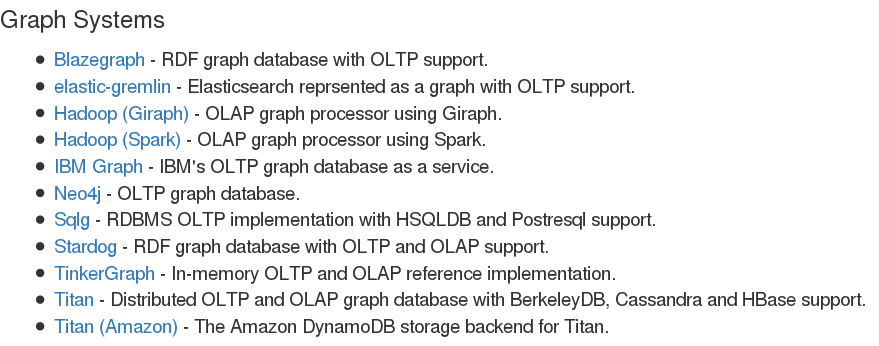 Graph Systems
• Blazegraph - RDF graph database with OLTP support.
• elastic-gremlin - Elasticsearch reprsented as a graph with OLTP support.
• Hadoop (Giraph) - OLAP graph processor using Giraph.
• Hadoop (Spark) - OLAP graph processor using Spark.
• IBM Graph - IBM's OLTP graph database as a service.
• Neo4j - OLTP graph database.
• Sqlg - RDBMS OLTP implementation with HSQLDB and Postresql support.
• Stardog - RDF graph database with OLTP and OLAP support.
• TinkerGraph - In-memory OLTP and OLAP reference implementation.
• Titan - Distributed OLTP and OLAP graph database with BerkeleyDB, Cassandra and HBase support.
• Titan (Amazon) - The Amazon DynamoDB storage backend for Titan.